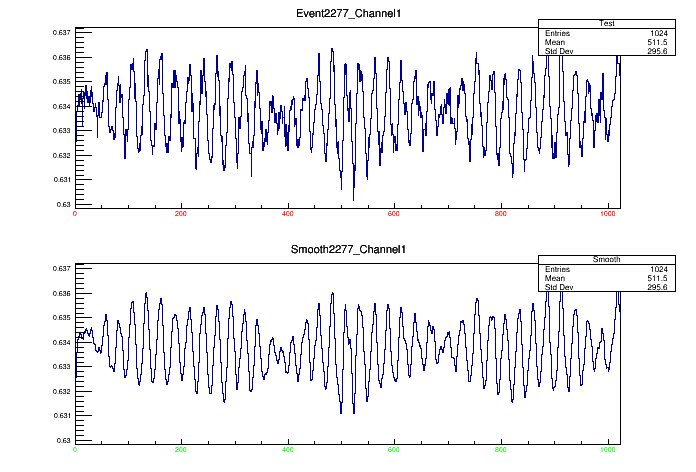 Event2277_Channel1
Test
Entries 1024
Mean 511.5
Std Dev 295.6
0.637
0.636
0.635
0.634
0.633
0.632
0.631
0.63
0 200 400 600 800 1000
Smooth2277_Channel1
Smooth
Entries 1024
Mean 511.5
Std Dev 295.6
0.637
0.636
0.635
0.634
0.633
0.632
0.631
0.63
0 200 400 600 800 1000